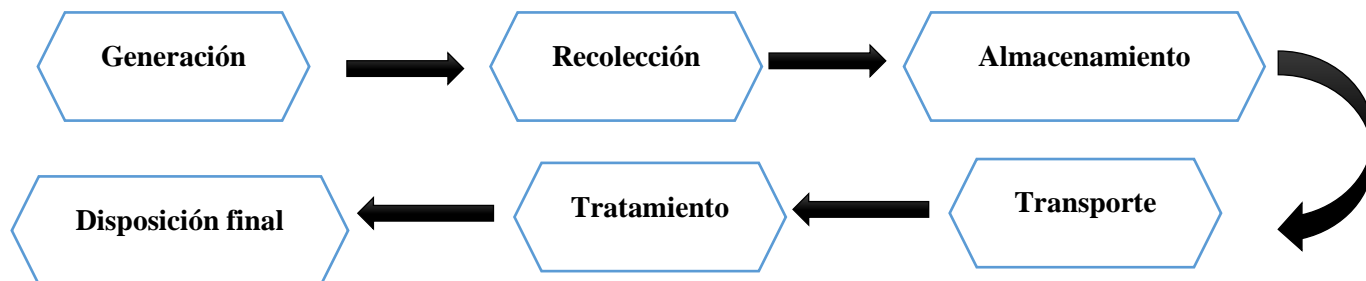 Generación
Recolección
Almacenamiento
Transporte
Tratamiento
Disposición final